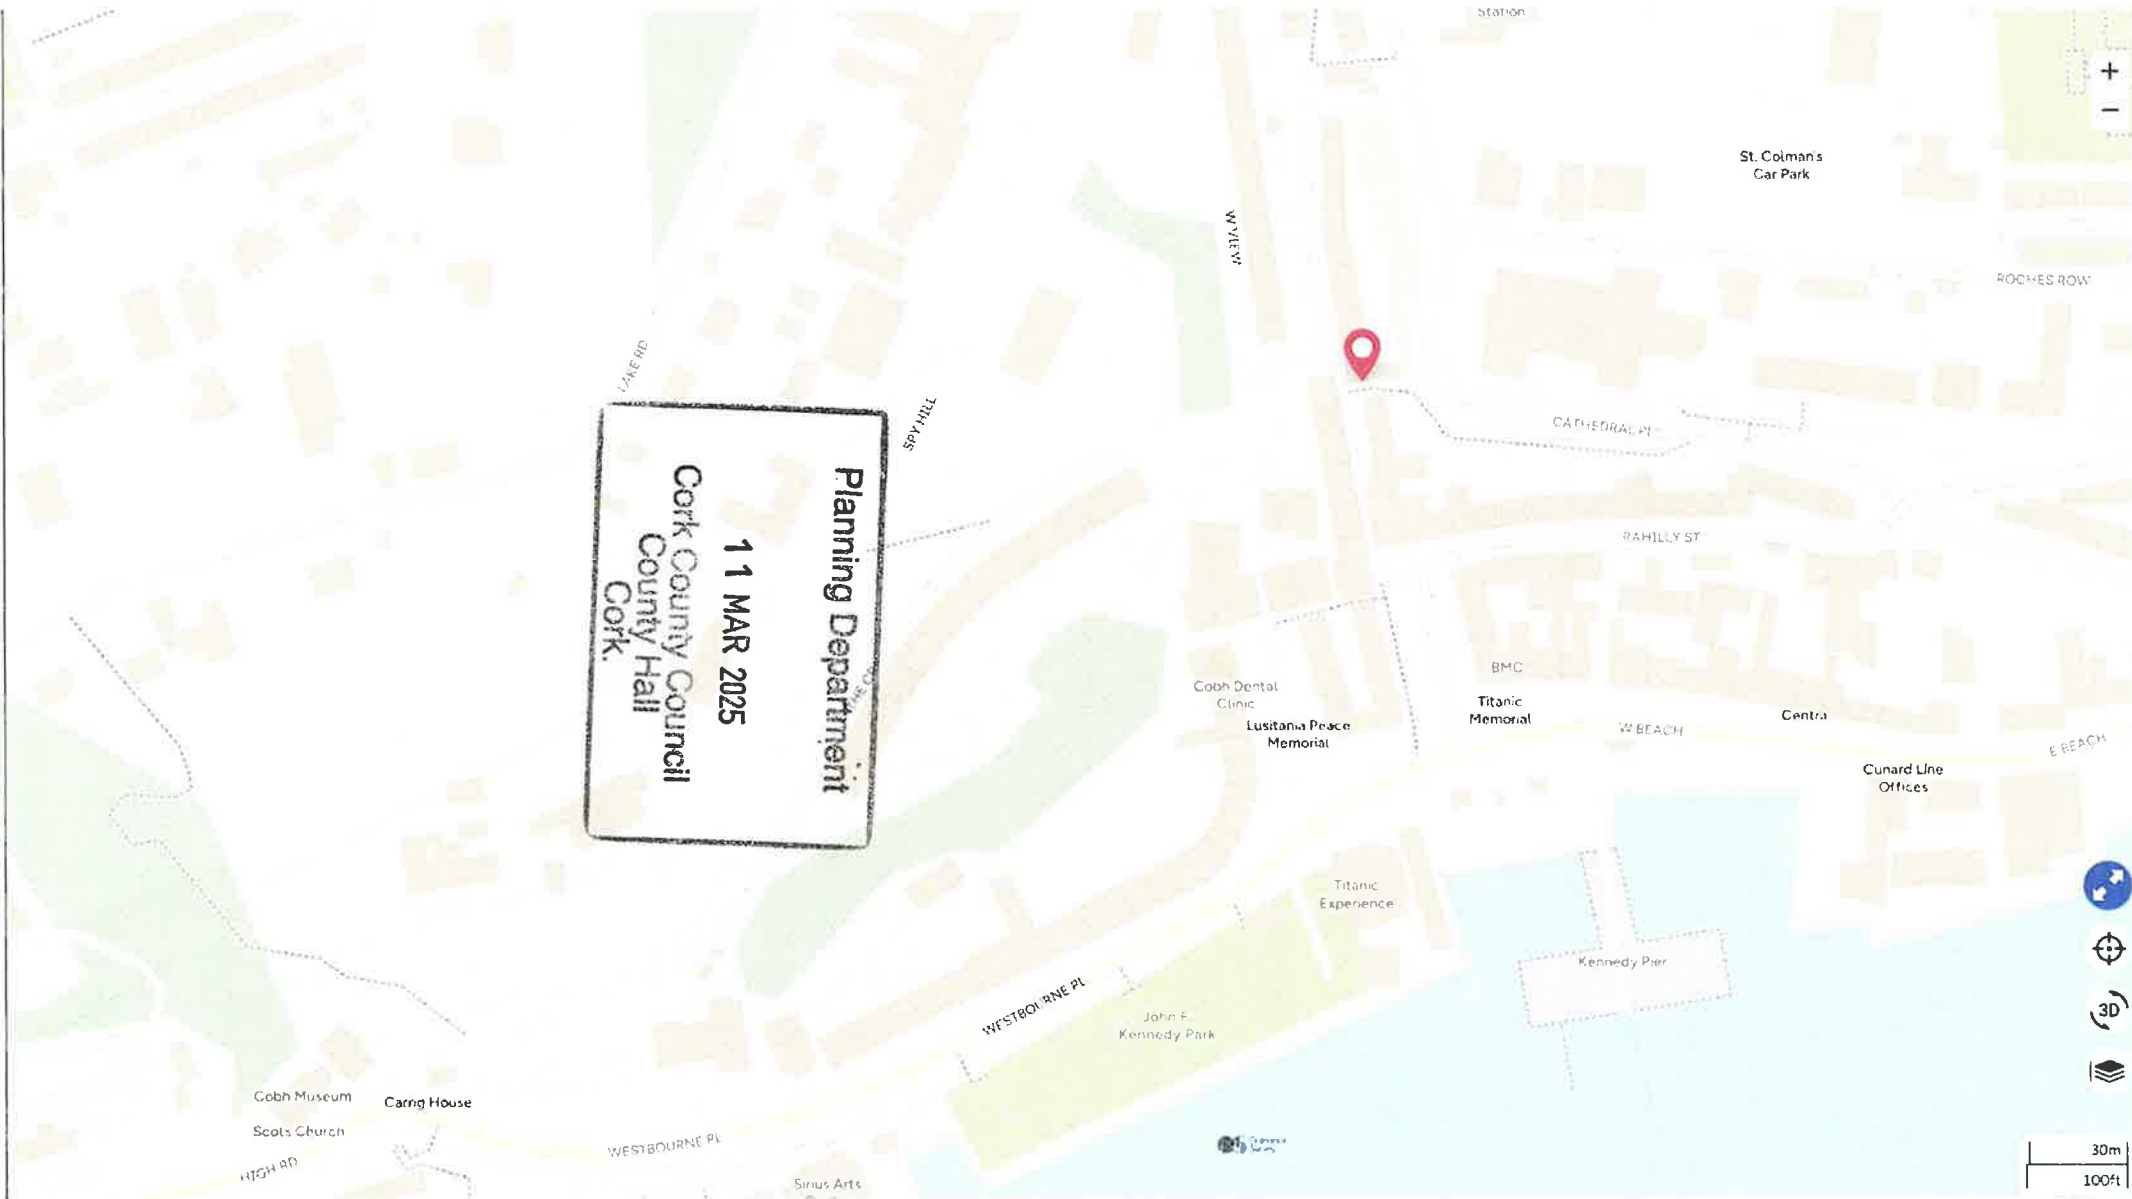 Station
+
−
St. Colman's
Car Park
W VIEW
ROCHES ROW
LAKE RD
SPY HILL
CATHEDRAL PL
Planning Department
11 MAR 2025
Cork County Council
County Hall
Cork.
RAHILLY ST
BMC
Cobh Dental
Clinic
Titanic
Memorial
Lusitania Peace
Memorial
W BEACH
Centra
E BEACH
Cunard Line
Offices
Titanic
Experience
Kennedy Pier
WESTBOURNE PL
John F.
Kennedy Park
3D
Cobh Museum
Carrig House
Scots Church
HIGH RD
WESTBOURNE PL
Sirius Arts
30m
100ft